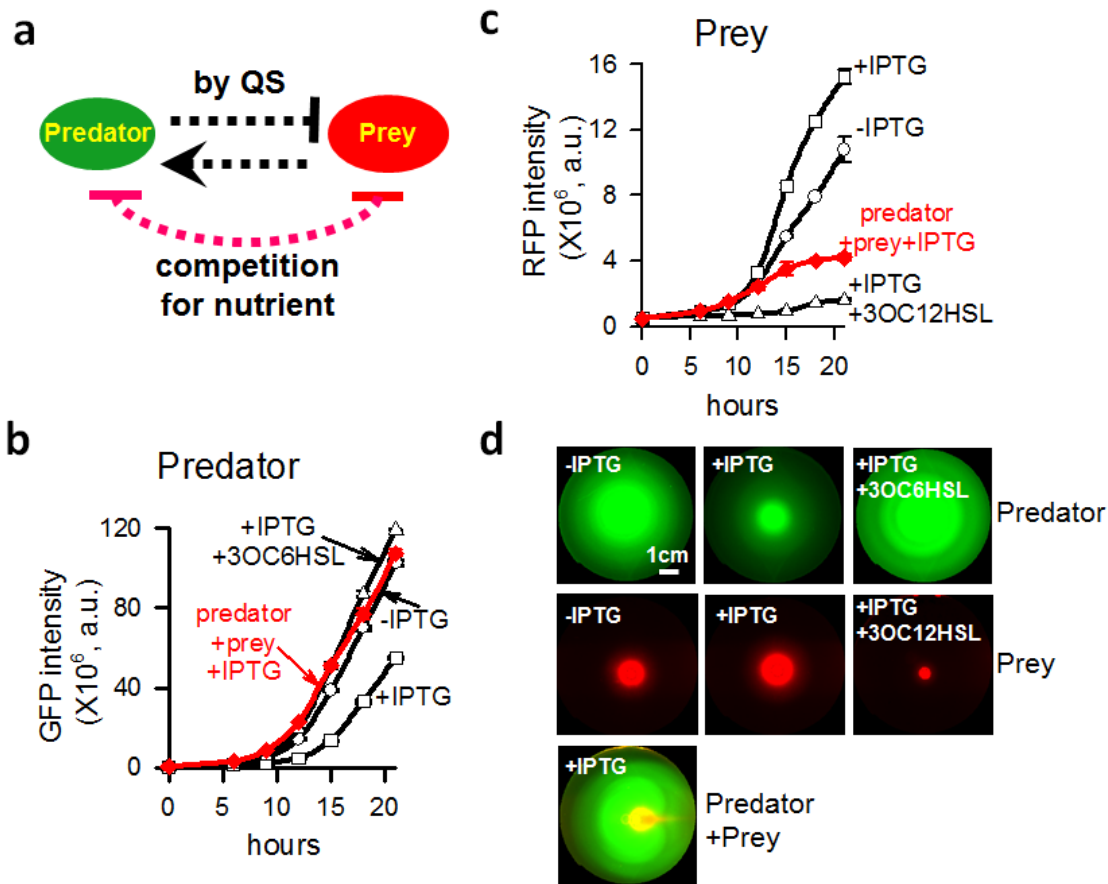 a
by QS
Predator
Prey
competition
for nutrient
b
Predator
GFP intensity
(X10⁶, a.u.)
120
80
40
0
+IPTG
+3OC6HSL
predator
+prey
+IPTG
-IPTG
+IPTG
0 5 10 15 20
hours
c
Prey
RFP intensity
(X10⁶, a.u.)
16
12
8
4
0
+IPTG
-IPTG
predator
+prey+IPTG
+IPTG
+3OC12HSL
0 5 10 15 20
hours
d
-IPTG
1cm
+IPTG
+IPTG
+3OC6HSL
Predator
-IPTG
+IPTG
+IPTG
+3OC12HSL
Prey
+IPTG
Predator
+Prey